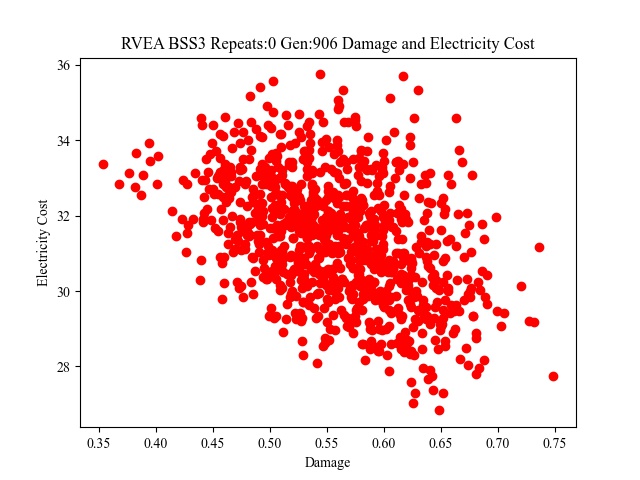 RVEA BSS3 Repeats:0 Gen:906 Damage and Electricity Cost
36
34
32
30
28
Electricity Cost
0.35 0.40 0.45 0.50 0.55 0.60 0.65 0.70 0.75
Damage